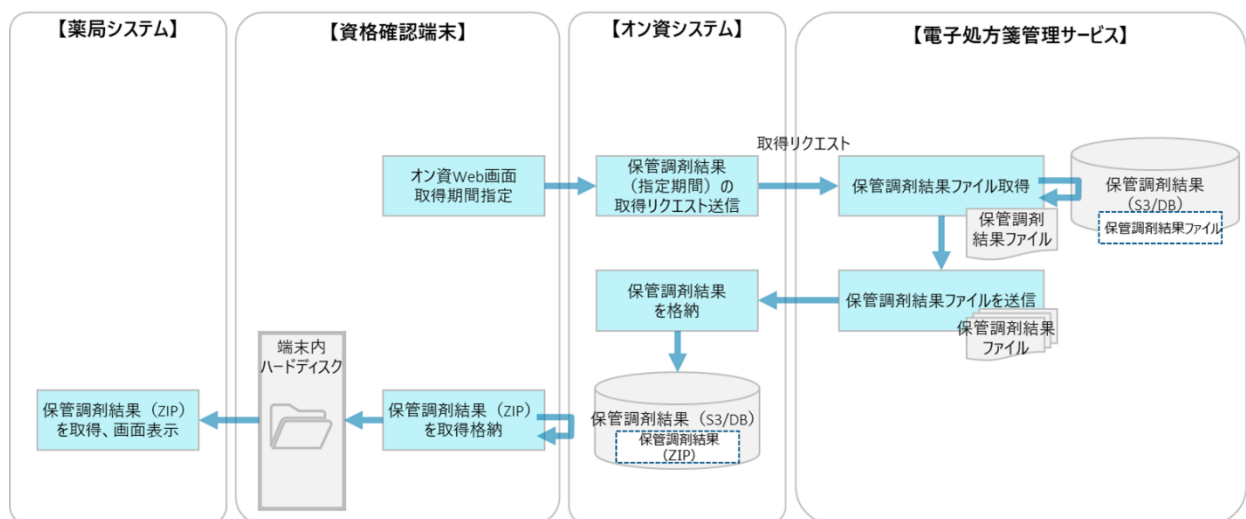 【薬局システム】
【資格確認端末】
【オン資システム】
【電子処方箋管理サービス】
取得リクエスト
オン資Web画面
取得期間指定
保管調剤結果
（指定期間）の
取得リクエスト送信
保管調剤結果ファイル取得
保管調剤結果
（S3/DB）
保管調剤結果ファイル
保管調剤
結果ファイル
保管調剤結果
を格納
保管調剤結果ファイルを送信
保管調剤結果
ファイル
端末内
ハードディスク
保管調剤結果（ZIP）
を取得、画面表示
保管調剤結果（ZIP）
を取得格納
保管調剤結果（S3/DB）
保管調剤結果
(ZIP)